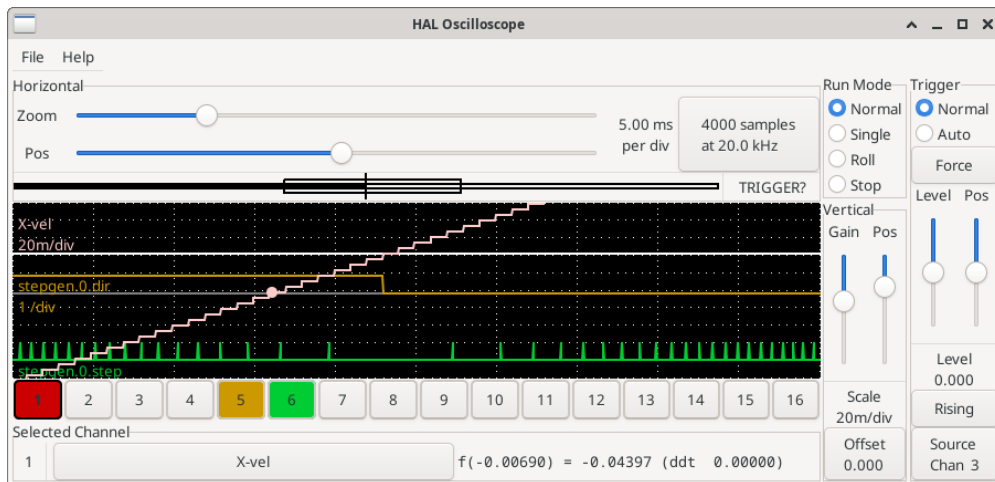 HAL Oscilloscope
File Help
Horizontal
Zoom
Pos
5.00 ms
per div
4000 samples
at 20.0 kHz
TRIGGER?
Run Mode
Normal
Single
Roll
Stop
Trigger
Normal
Auto
Force
Level Pos
Vertical
Gain Pos
X-vel
20m/div
stepgen.0.dir
1 /div
stepgen.0.step
1 2 3 4 5 6 7 8 9 10 11 12 13 14 15 16
Scale
20m/div
Offset
0.000
Level
0.000
Rising
Source
Chan 3
Selected Channel
1 X-vel f(-0.00690) = -0.04397 (ddt 0.00000)